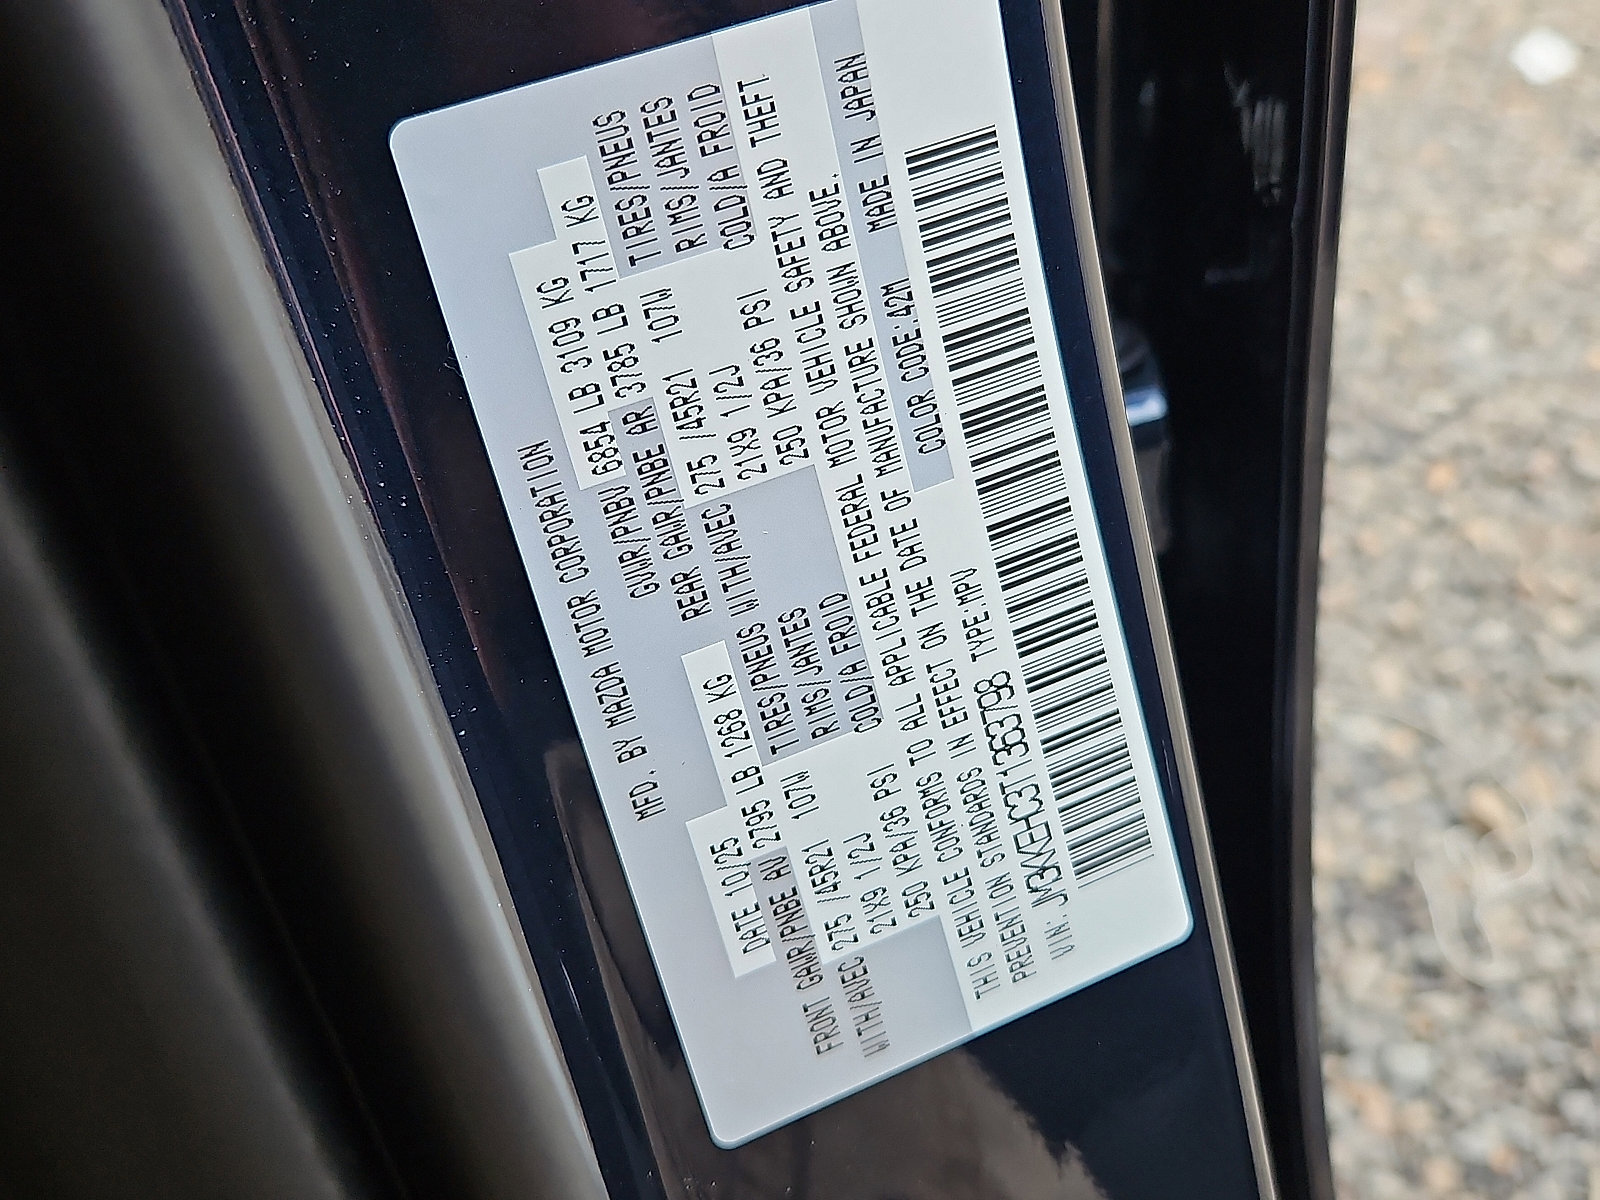 MFD. BY MAZDA MOTOR CORPORATION
DATE 10/25 GVWR/PNBV 6854 LB 3109 KG
FRONT GAWR/PNBE AV 2795 LB 1268 KG REAR GAWR/PNBE AR 3785 LB 1717 KG
WITH/AVEC 275 /45R21 107W TIRES/PNEUS WITH/AVEC 275 /45R21 107W TIRES/PNEUS
21X9 1/2J RIMS/JANTES 21X9 1/2J RIMS/JANTES
250 KPA/36 PSI COLD/A FROID 250 KPA/36 PSI COLD/A FROID
THIS VEHICLE CONFORMS TO ALL APPLICABLE FEDERAL MOTOR VEHICLE SAFETY AND THEFT
PREVENTION STANDARDS IN EFFECT ON THE DATE OF MANUFACTURE SHOWN ABOVE.
VIN: JM3KKEHC3T1363798 TYPE:MPV COLOR CODE:42M MADE IN JAPAN